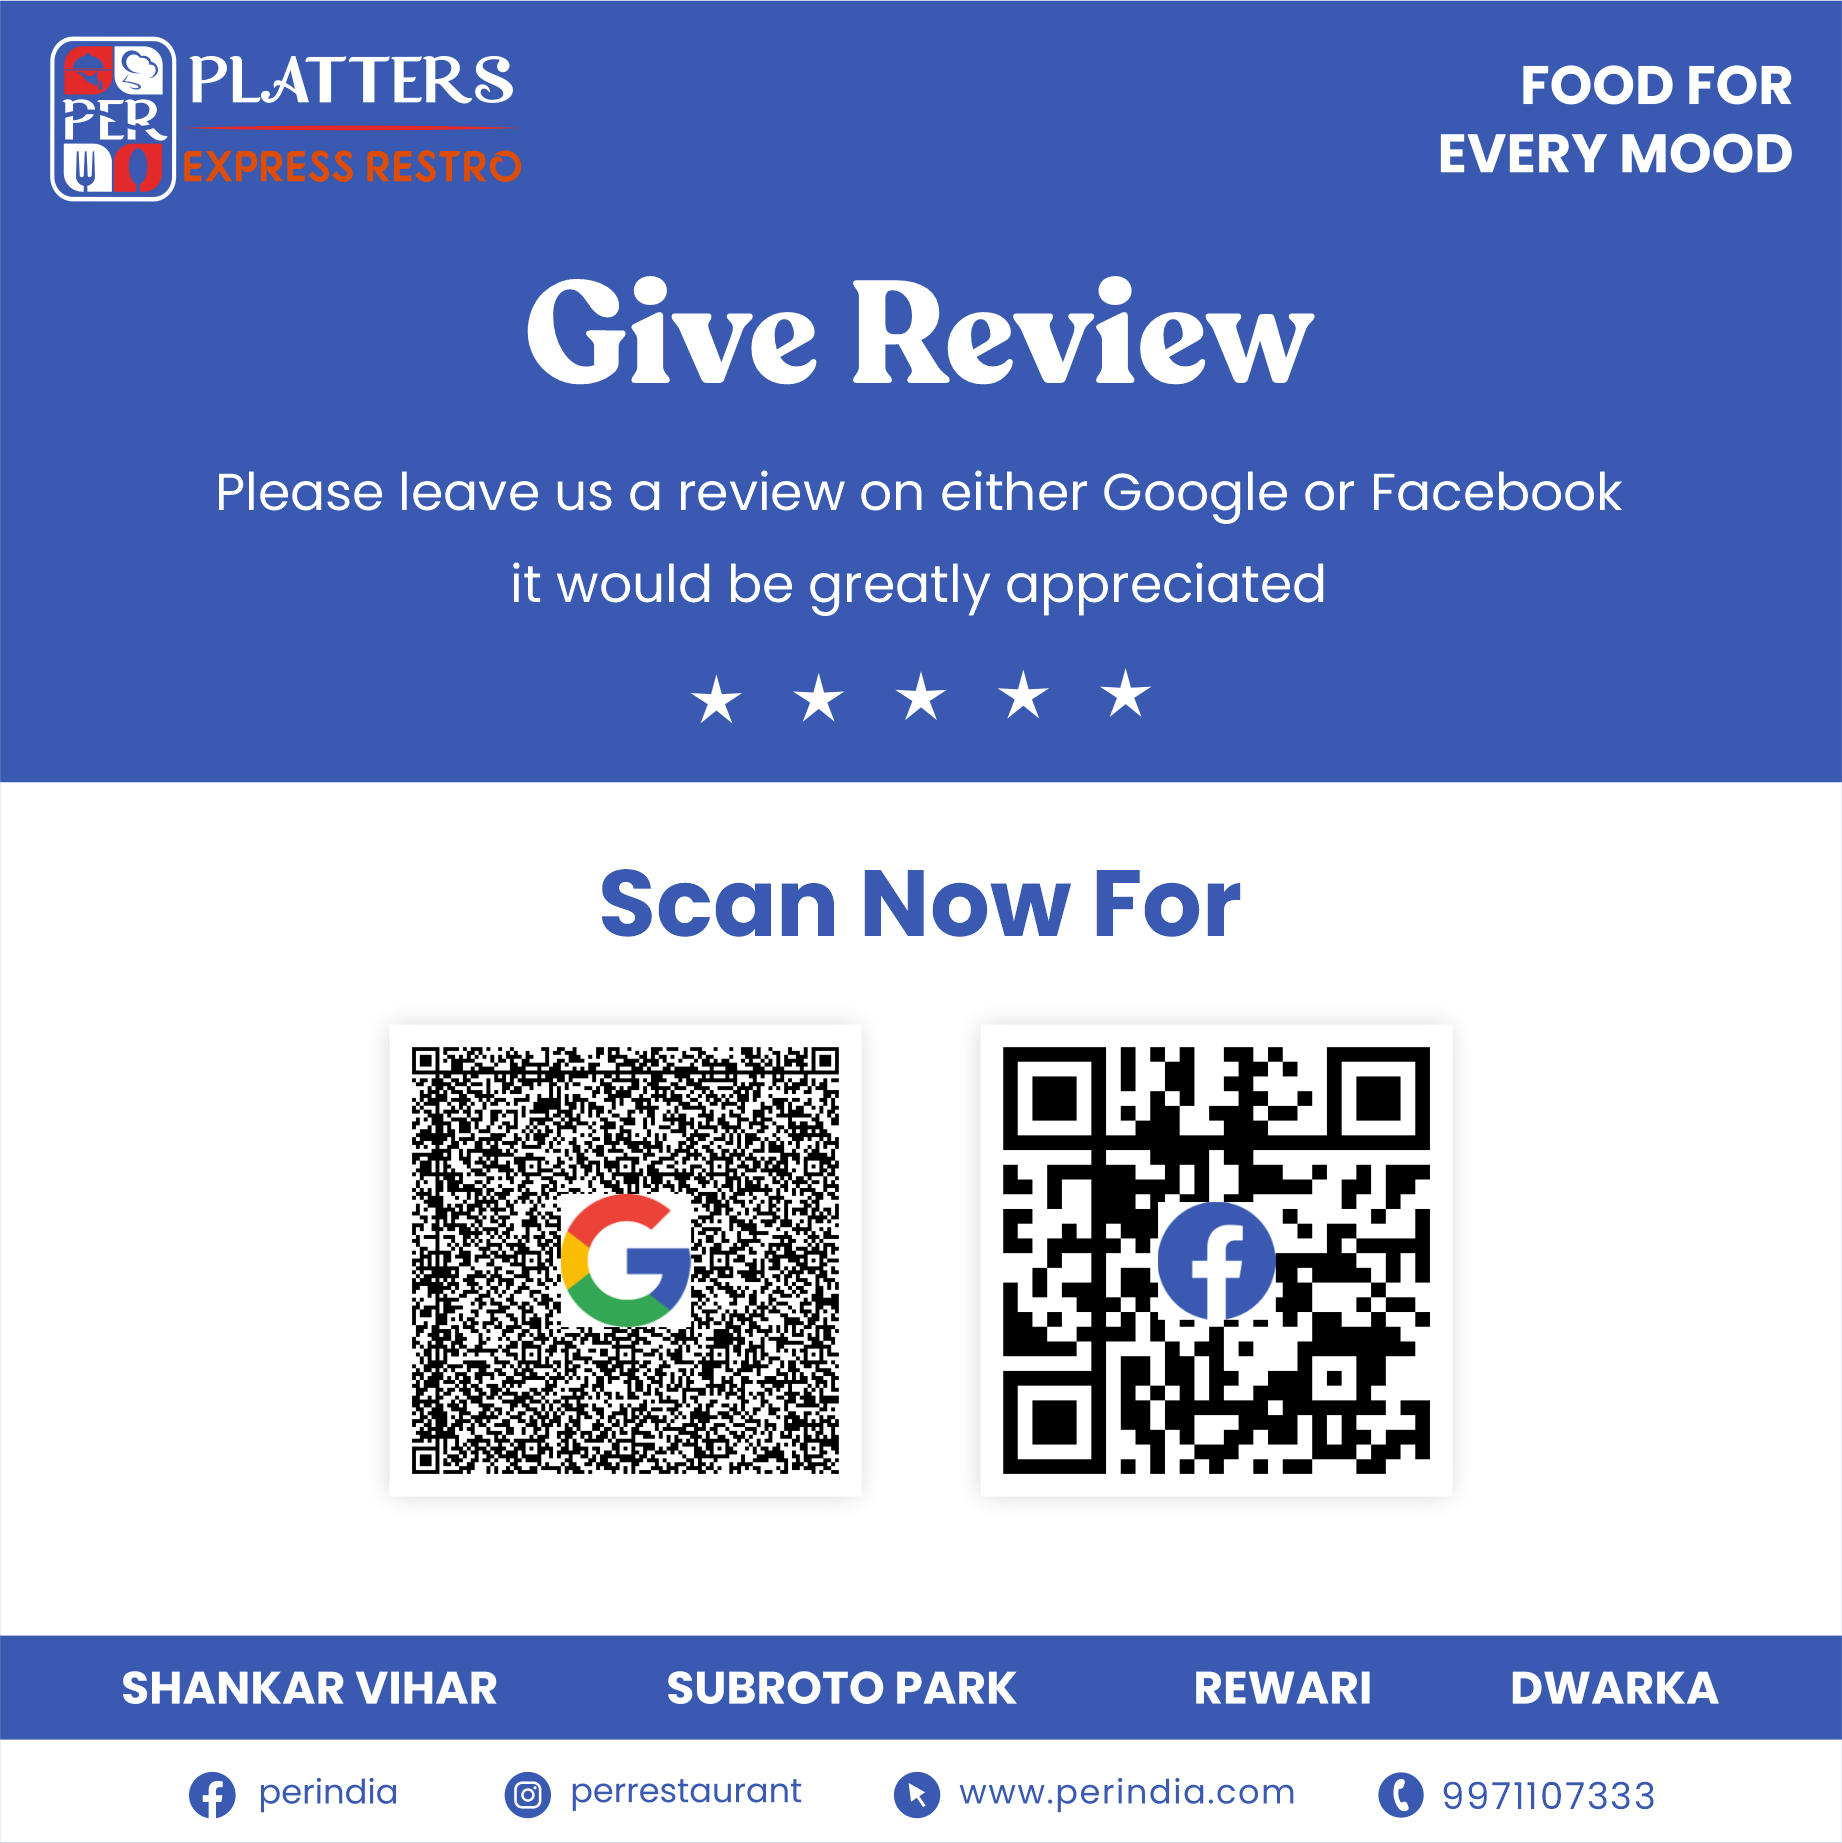 PER
PLATTERS
EXPRESS RESTRO
FOOD FOR
EVERY MOOD
Give Review
Please leave us a review on either Google or Facebook
it would be greatly appreciated
Scan Now For
SHANKAR VIHAR
SUBROTO PARK
REWARI
DWARKA
perindia
perrestaurant
www.perindia.com
9971107333